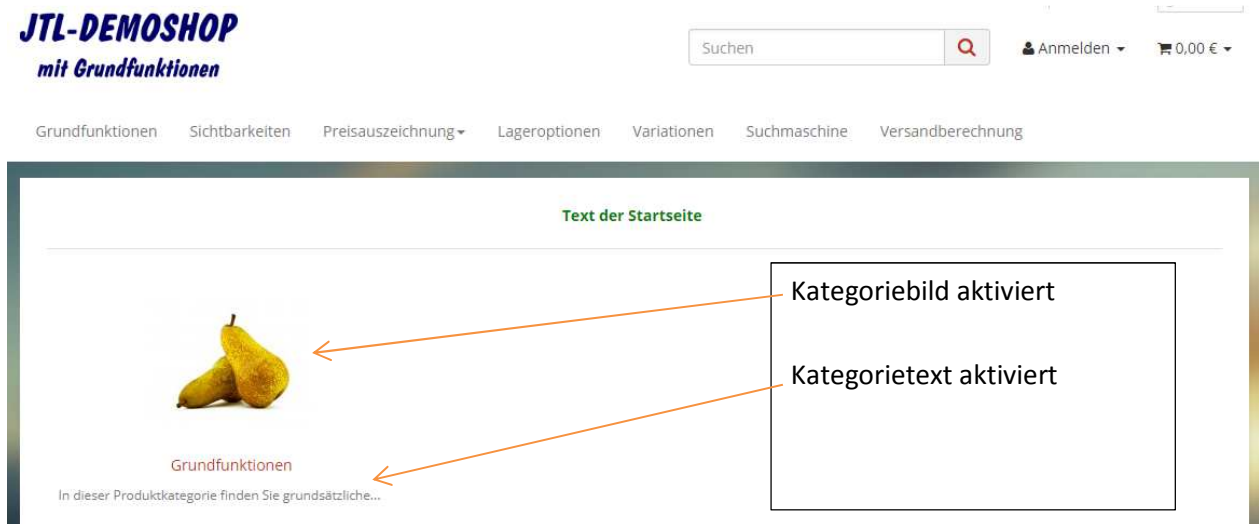 JTL-DEMOSHOP
mit Grundfunktionen
Suchen
Anmelden
0,00 €
Grundfunktionen Sichtbarkeiten Preisauszeichnung Lageroptionen Variationen Suchmaschine Versandberechnung
Text der Startseite
Kategoriebild aktiviert
Kategorietext aktiviert
Grundfunktionen
In dieser Produktkategorie finden Sie grundsätzliche...